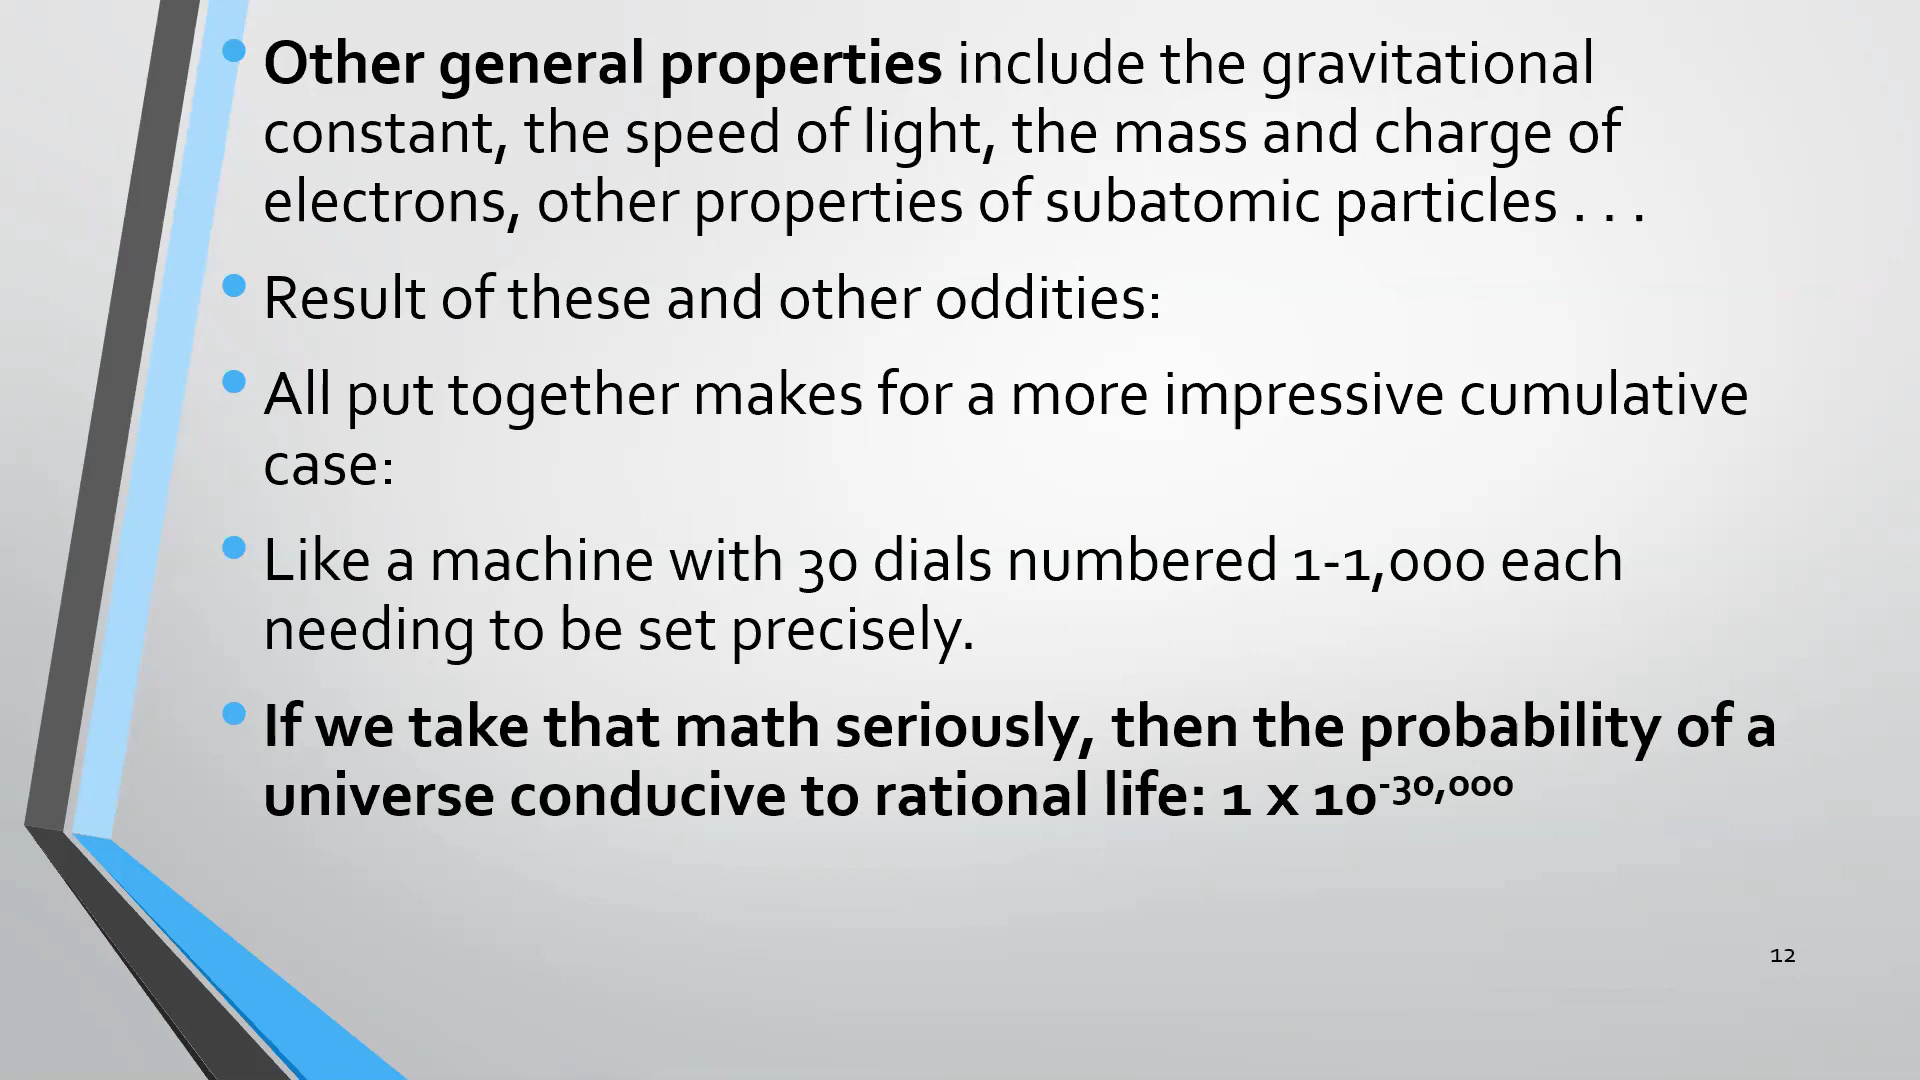 • Other general properties include the gravitational
constant, the speed of light, the mass and charge of
electrons, other properties of subatomic particles . . .
• Result of these and other oddities:
• All put together makes for a more impressive cumulative
case:
• Like a machine with 30 dials numbered 1-1,000 each
needing to be set precisely.
• If we take that math seriously, then the probability of a
universe conducive to rational life: 1 x 10⁻³⁰,⁰⁰⁰
12